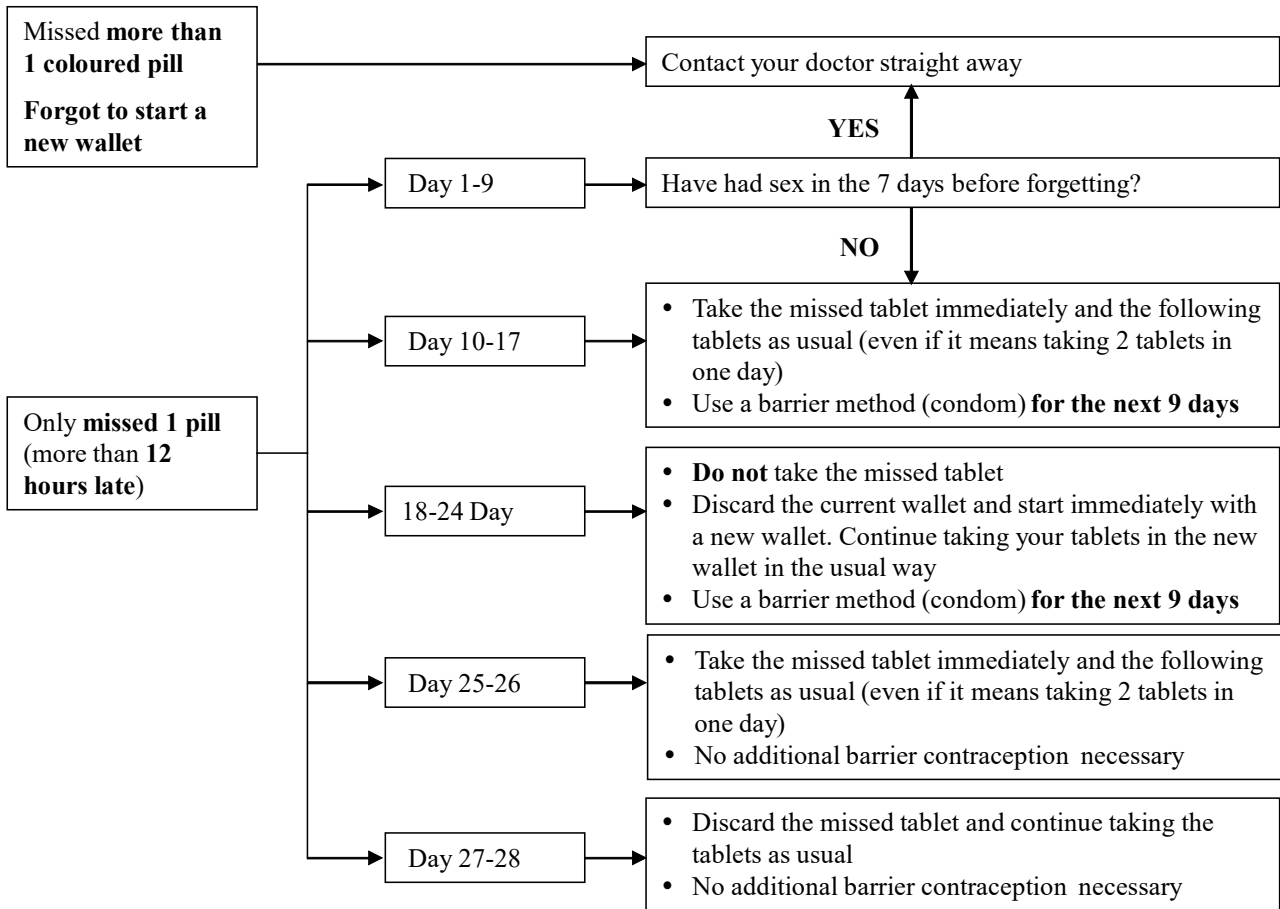 Missed more than
1 coloured pill
Forgot to start a
new wallet
Contact your doctor straight away
YES
Day 1-9
Have had sex in the 7 days before forgetting?
NO
Day 10-17
• Take the missed tablet immediately and the following
tablets as usual (even if it means taking 2 tablets in
one day)
• Use a barrier method (condom) for the next 9 days
Only missed 1 pill
(more than 12
hours late)
18-24 Day
• Do not take the missed tablet
• Discard the current wallet and start immediately with
a new wallet. Continue taking your tablets in the new
wallet in the usual way
• Use a barrier method (condom) for the next 9 days
Day 25-26
• Take the missed tablet immediately and the following
tablets as usual (even if it means taking 2 tablets in
one day)
• No additional barrier contraception necessary
Day 27-28
• Discard the missed tablet and continue taking the
tablets as usual
• No additional barrier contraception necessary